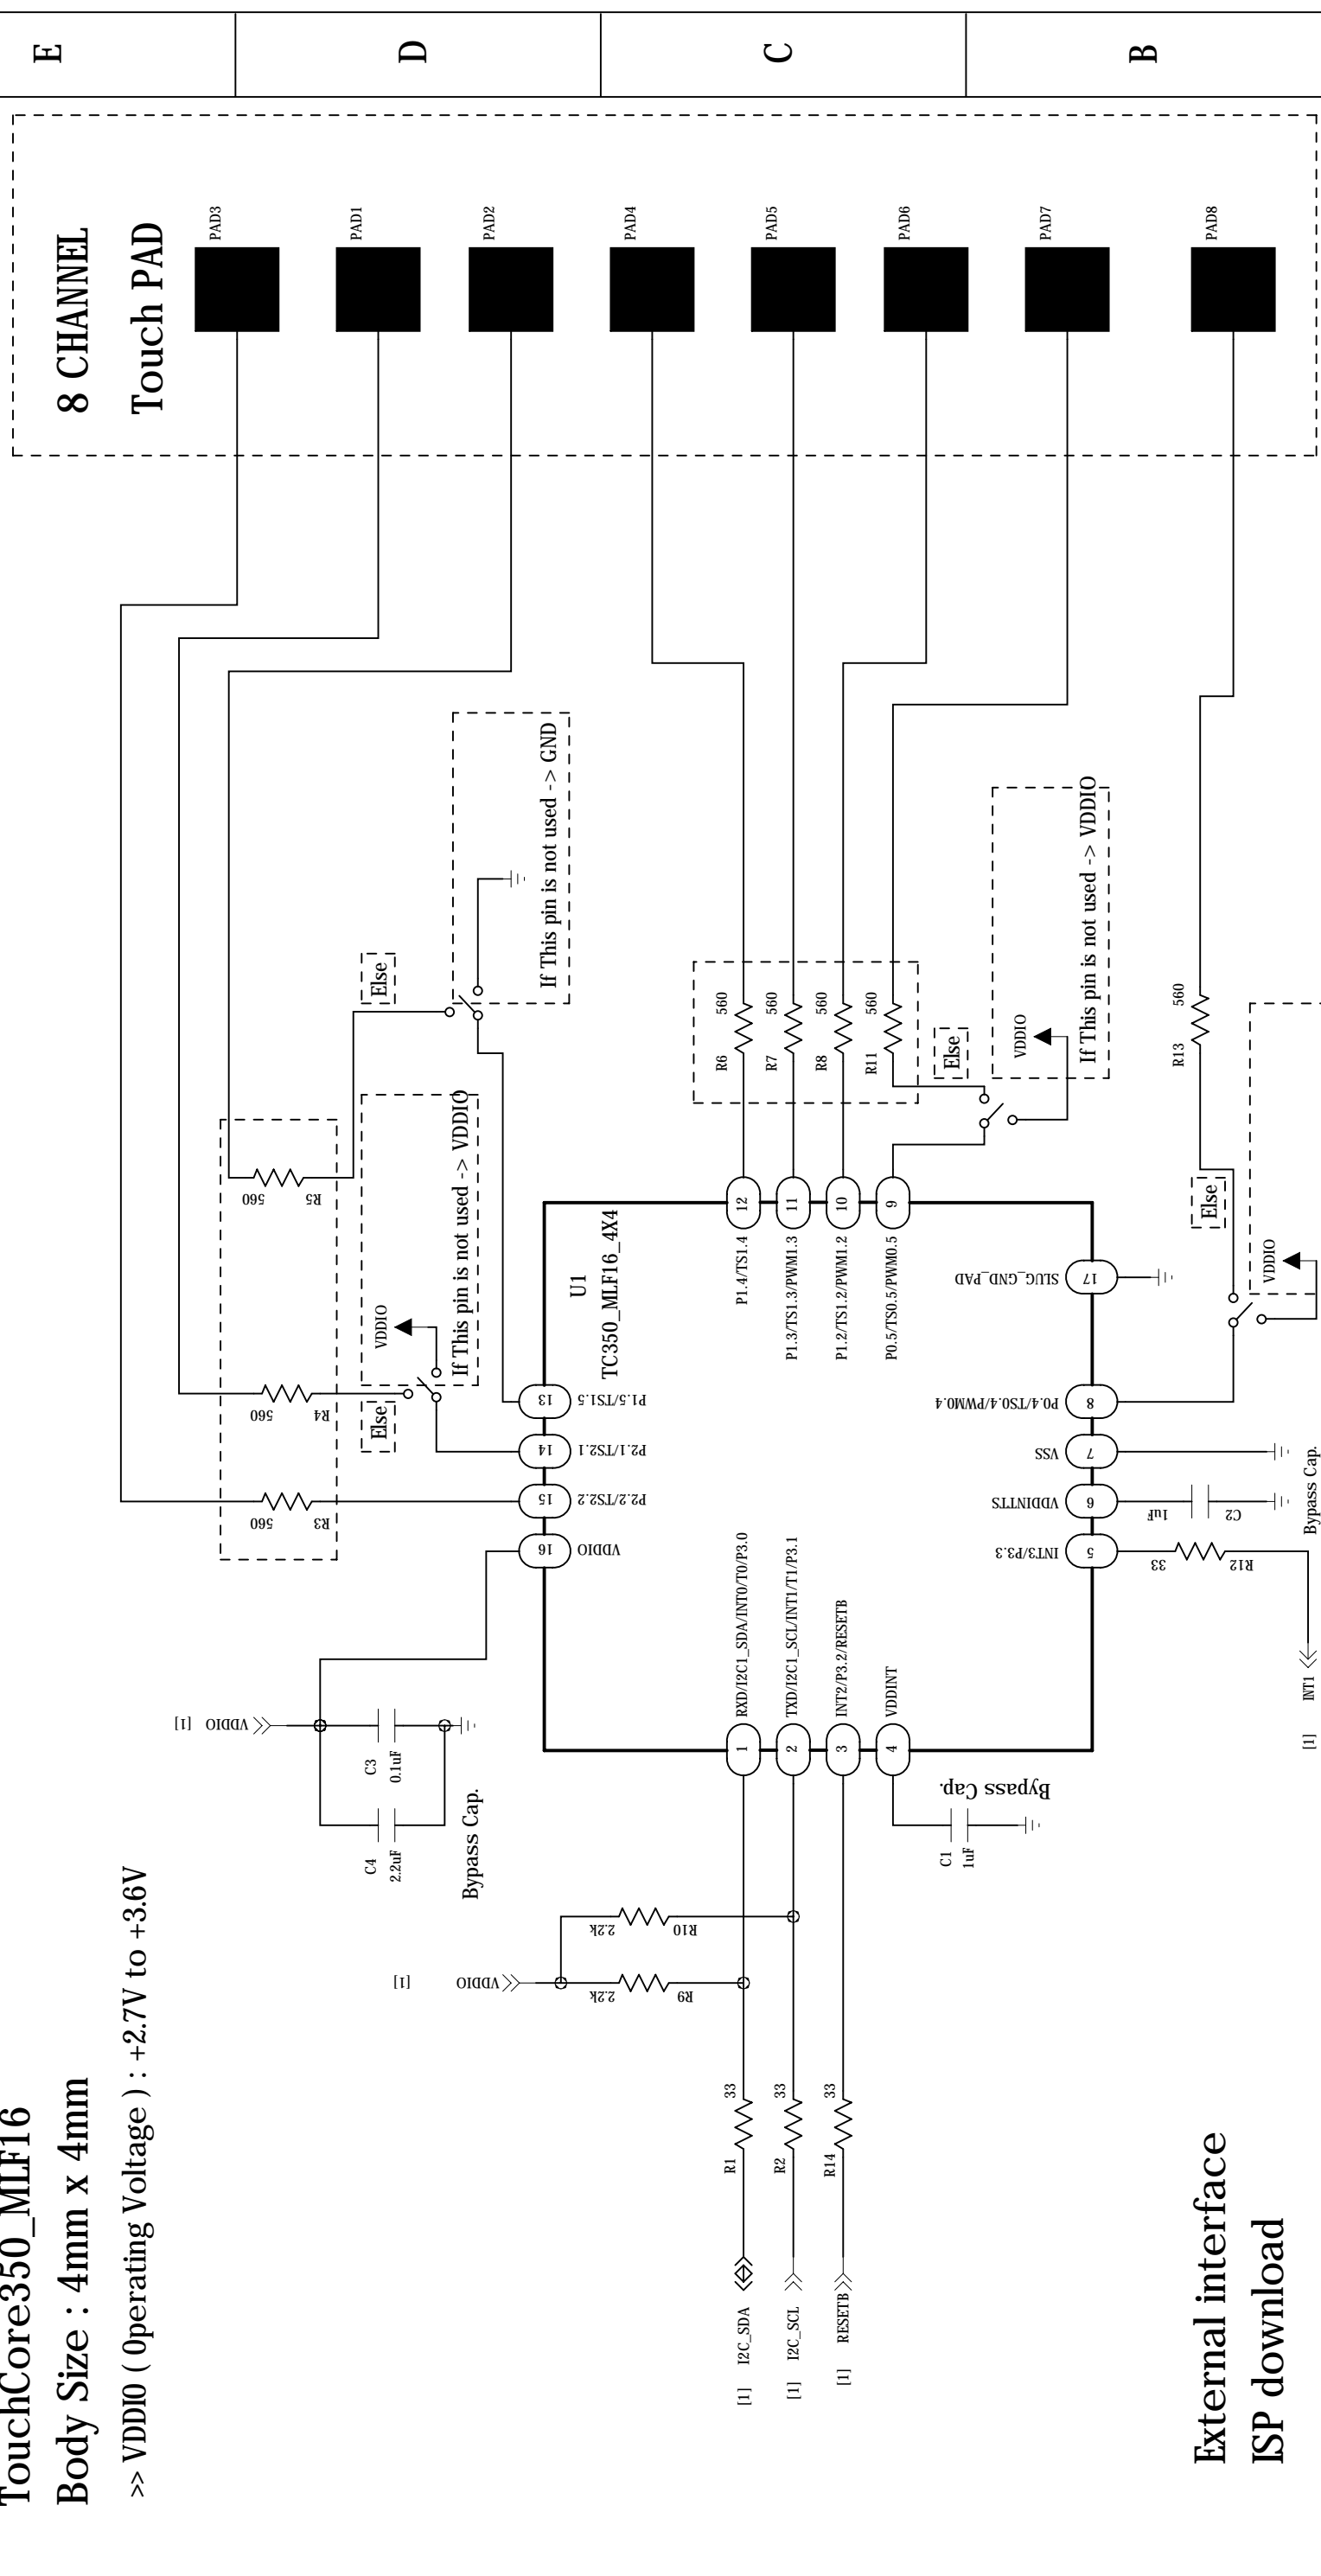 E
D
C
B
8 CHANNEL
Touch PAD
PAD3
PAD1
PAD2
PAD4
PAD5
PAD6
PAD7
PAD8
If This pin is not used -> GND
Else
If This pin is not used -> VDDIO
VDDIO
Else
560
R5
560
R4
560
R3
R6 560
R7 560
R8 560
R11 560
Else
VDDIO
If This pin is not used -> VDDIO
R13 560
Else
VDDIO
U1
TC350_MLF16_4X4
12 P1.4/TS1.4
11 P1.3/TS1.3/PWM1.3
10 P1.2/TS1.2/PWM1.2
9 P0.5/TS0.5/PWM0.5
13 P1.5/TS1.5
14 P2.1/TS2.1
15 P2.2/TS2.2
16 VDDIO
17 SLUG_GND_PAD
8 P0.4/TS0.4/PWM0.4
7 VSS
6 VDDINTTS
5 INT3/P3.3
1 RXD/I2C1_SDA/INT0/T0/P3.0
2 TXD/I2C1_SCL/INT1/T1/P3.1
3 INT2/P3.2/RESETB
4 VDDINT
1uF
C2
Bypass Cap.
33
R12
[1] INT1
VDDIO [1]
C3
0.1uF
C4
2.2uF
Bypass Cap.
C1
1uF
Bypass Cap.
2.2k
R10
2.2k
R9
VDDIO
[1]
R1 33
R2 33
R14 33
[1] I2C_SDA
[1] I2C_SCL
[1] RESETB
TouchCore350_MLF16
Body Size : 4mm x 4mm
>> VDDIO ( Operating Voltage ) : +2.7V to +3.6V
External interface
ISP download